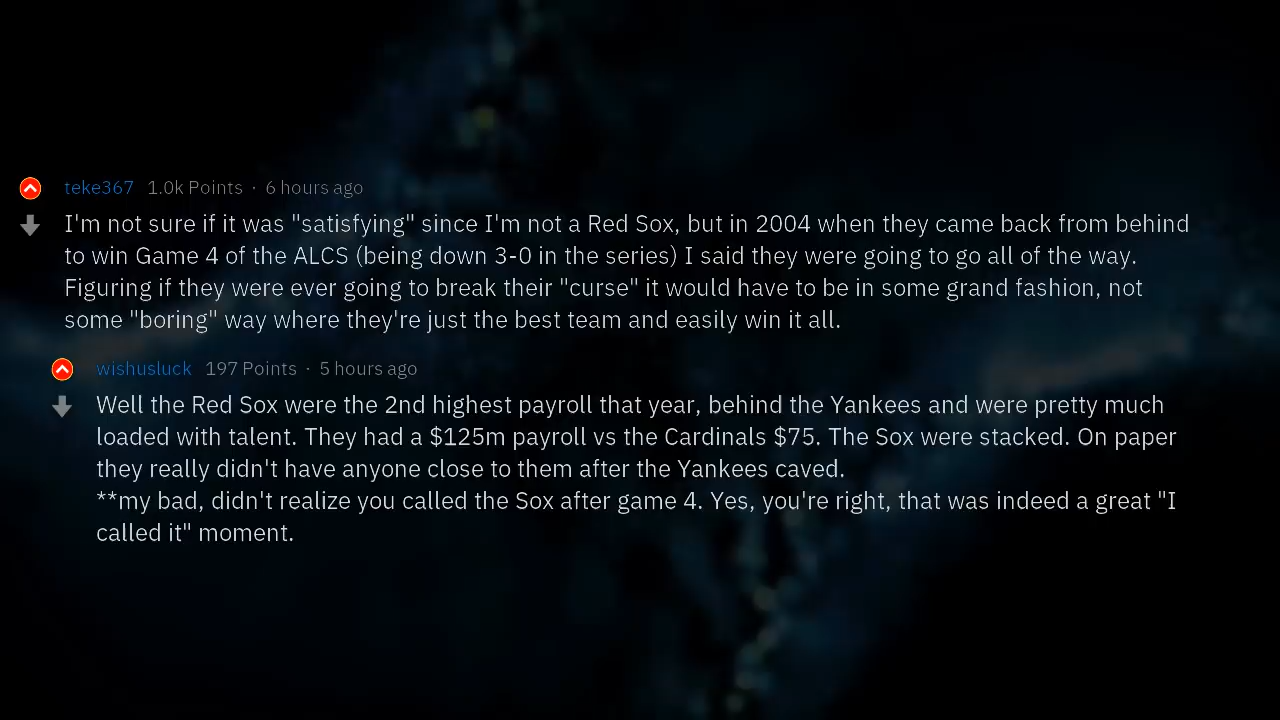 teke367 1.0k Points · 6 hours ago
I'm not sure if it was "satisfying" since I'm not a Red Sox, but in 2004 when they came back from behind
to win Game 4 of the ALCS (being down 3-0 in the series) I said they were going to go all of the way.
Figuring if they were ever going to break their "curse" it would have to be in some grand fashion, not
some "boring" way where they're just the best team and easily win it all.
wishusluck 197 Points · 5 hours ago
Well the Red Sox were the 2nd highest payroll that year, behind the Yankees and were pretty much
loaded with talent. They had a $125m payroll vs the Cardinals $75. The Sox were stacked. On paper
they really didn't have anyone close to them after the Yankees caved.
**my bad, didn't realize you called the Sox after game 4. Yes, you're right, that was indeed a great "I
called it" moment.